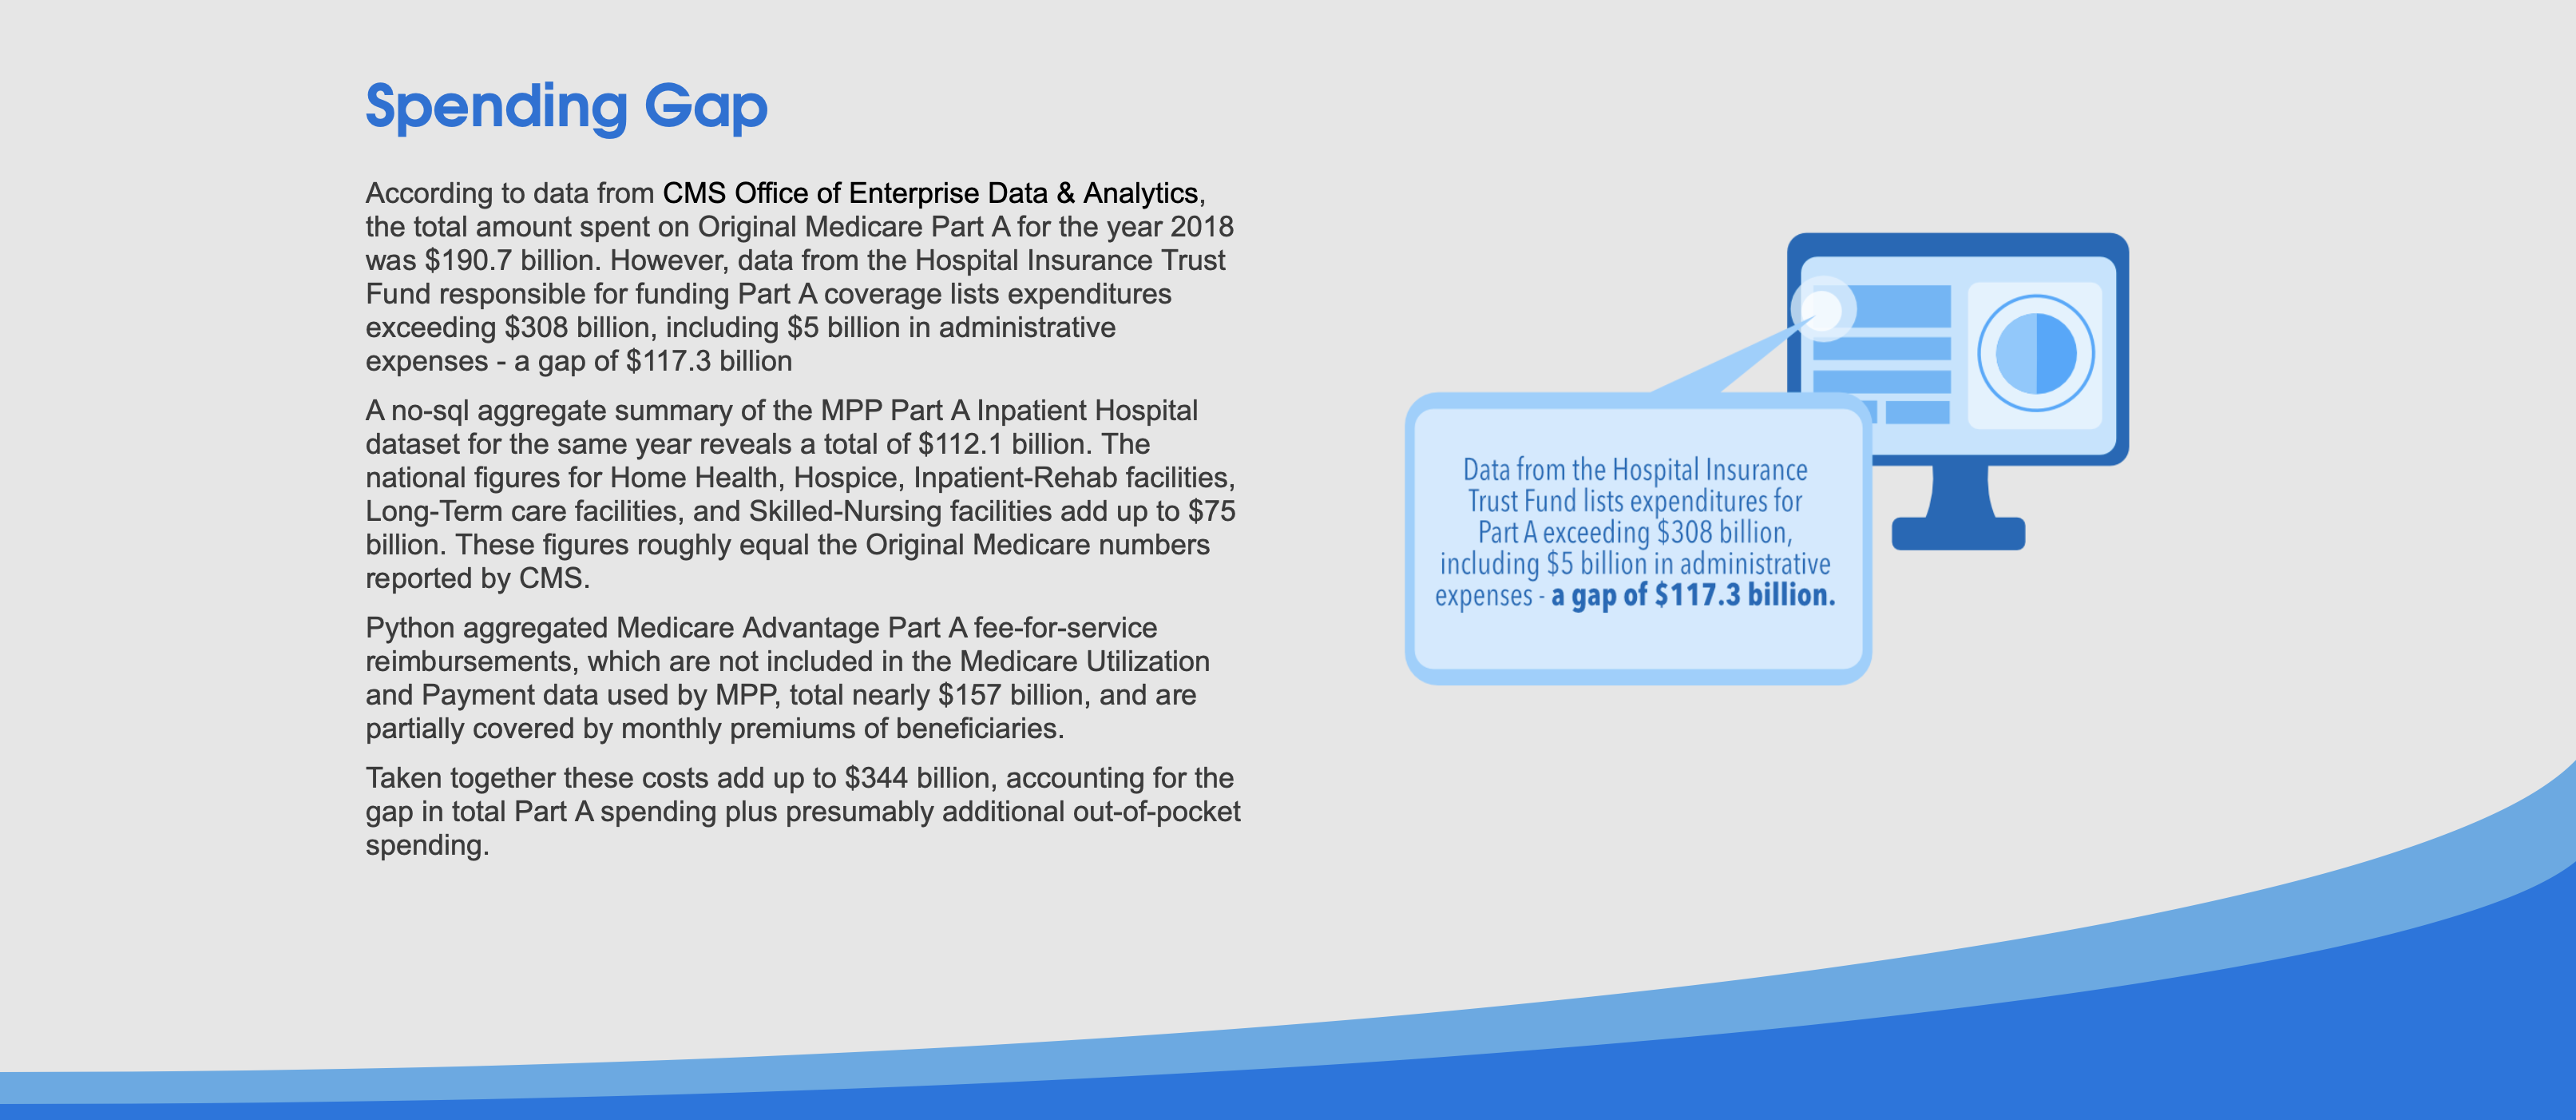 Spending Gap
According to data from CMS Office of Enterprise Data & Analytics,
the total amount spent on Original Medicare Part A for the year 2018
was $190.7 billion. However, data from the Hospital Insurance Trust
Fund responsible for funding Part A coverage lists expenditures
exceeding $308 billion, including $5 billion in administrative
expenses - a gap of $117.3 billion
A no-sql aggregate summary of the MPP Part A Inpatient Hospital
dataset for the same year reveals a total of $112.1 billion. The
national figures for Home Health, Hospice, Inpatient-Rehab facilities,
Long-Term care facilities, and Skilled-Nursing facilities add up to $75
billion. These figures roughly equal the Original Medicare numbers
reported by CMS.
Python aggregated Medicare Advantage Part A fee-for-service
reimbursements, which are not included in the Medicare Utilization
and Payment data used by MPP, total nearly $157 billion, and are
partially covered by monthly premiums of beneficiaries.
Taken together these costs add up to $344 billion, accounting for the
gap in total Part A spending plus presumably additional out-of-pocket
spending.
Data from the Hospital Insurance
Trust Fund lists expenditures for
Part A exceeding $308 billion,
including $5 billion in administrative
expenses - a gap of $117.3 billion.